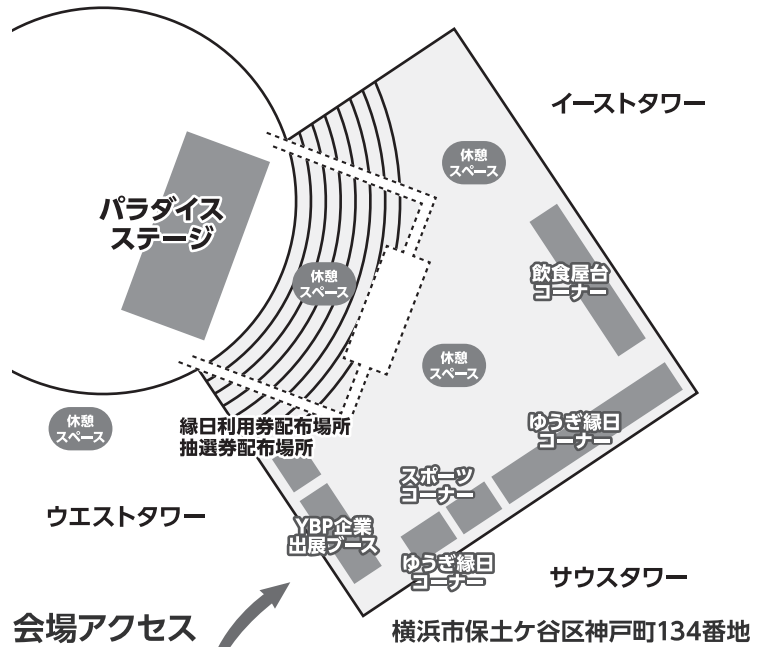 イーストタワー
休憩
スペース
パラダイス
ステージ
休憩
スペース
飲食屋台
コーナー
休憩
スペース
休憩
スペース
縁日利用券配布場所
抽選券配布場所
ゆうぎ縁日
コーナー
スポーツ
コーナー
ウエストタワー
YBP企業
出展ブース
ゆうぎ縁日
コーナー
サウスタワー
会場アクセス
横浜市保土ケ谷区神戸町134番地